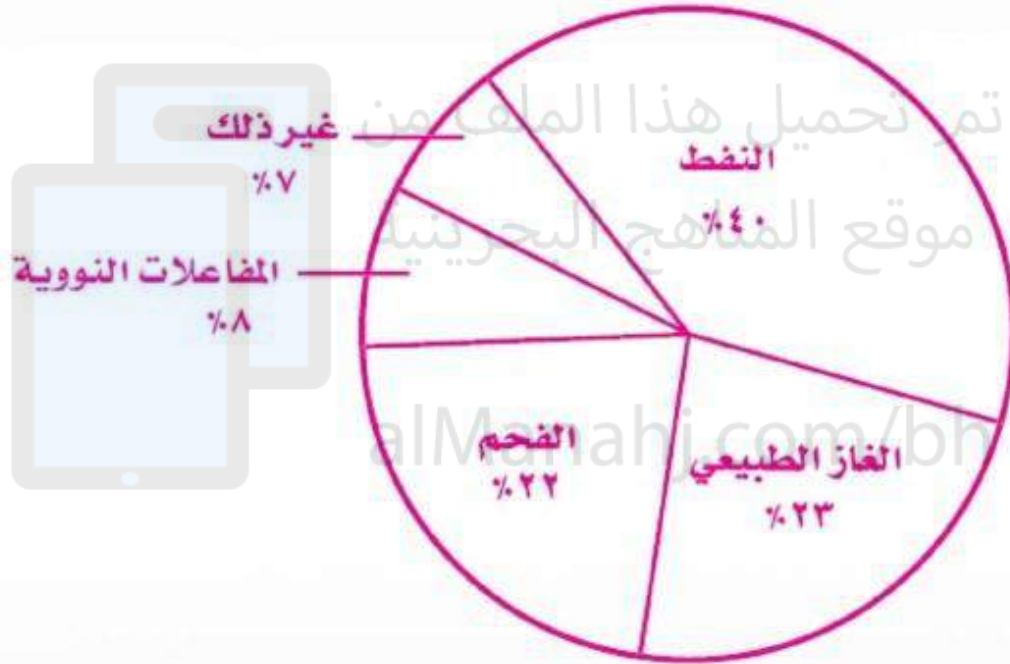 تم تحميل هذا الملف من
موقع المناهج البحرينية
alManahj.com/bh
النفط
٤٠٪
غير ذلك
٧٪
المفاعلات النووية
٨٪
الفحم
٢٢٪
الغاز الطبيعي
٢٣٪